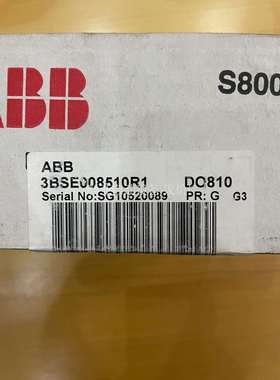 ABB
S800
ABB
3BSE008510R1 DO810
Serial No:SG10520089 PR: G G3